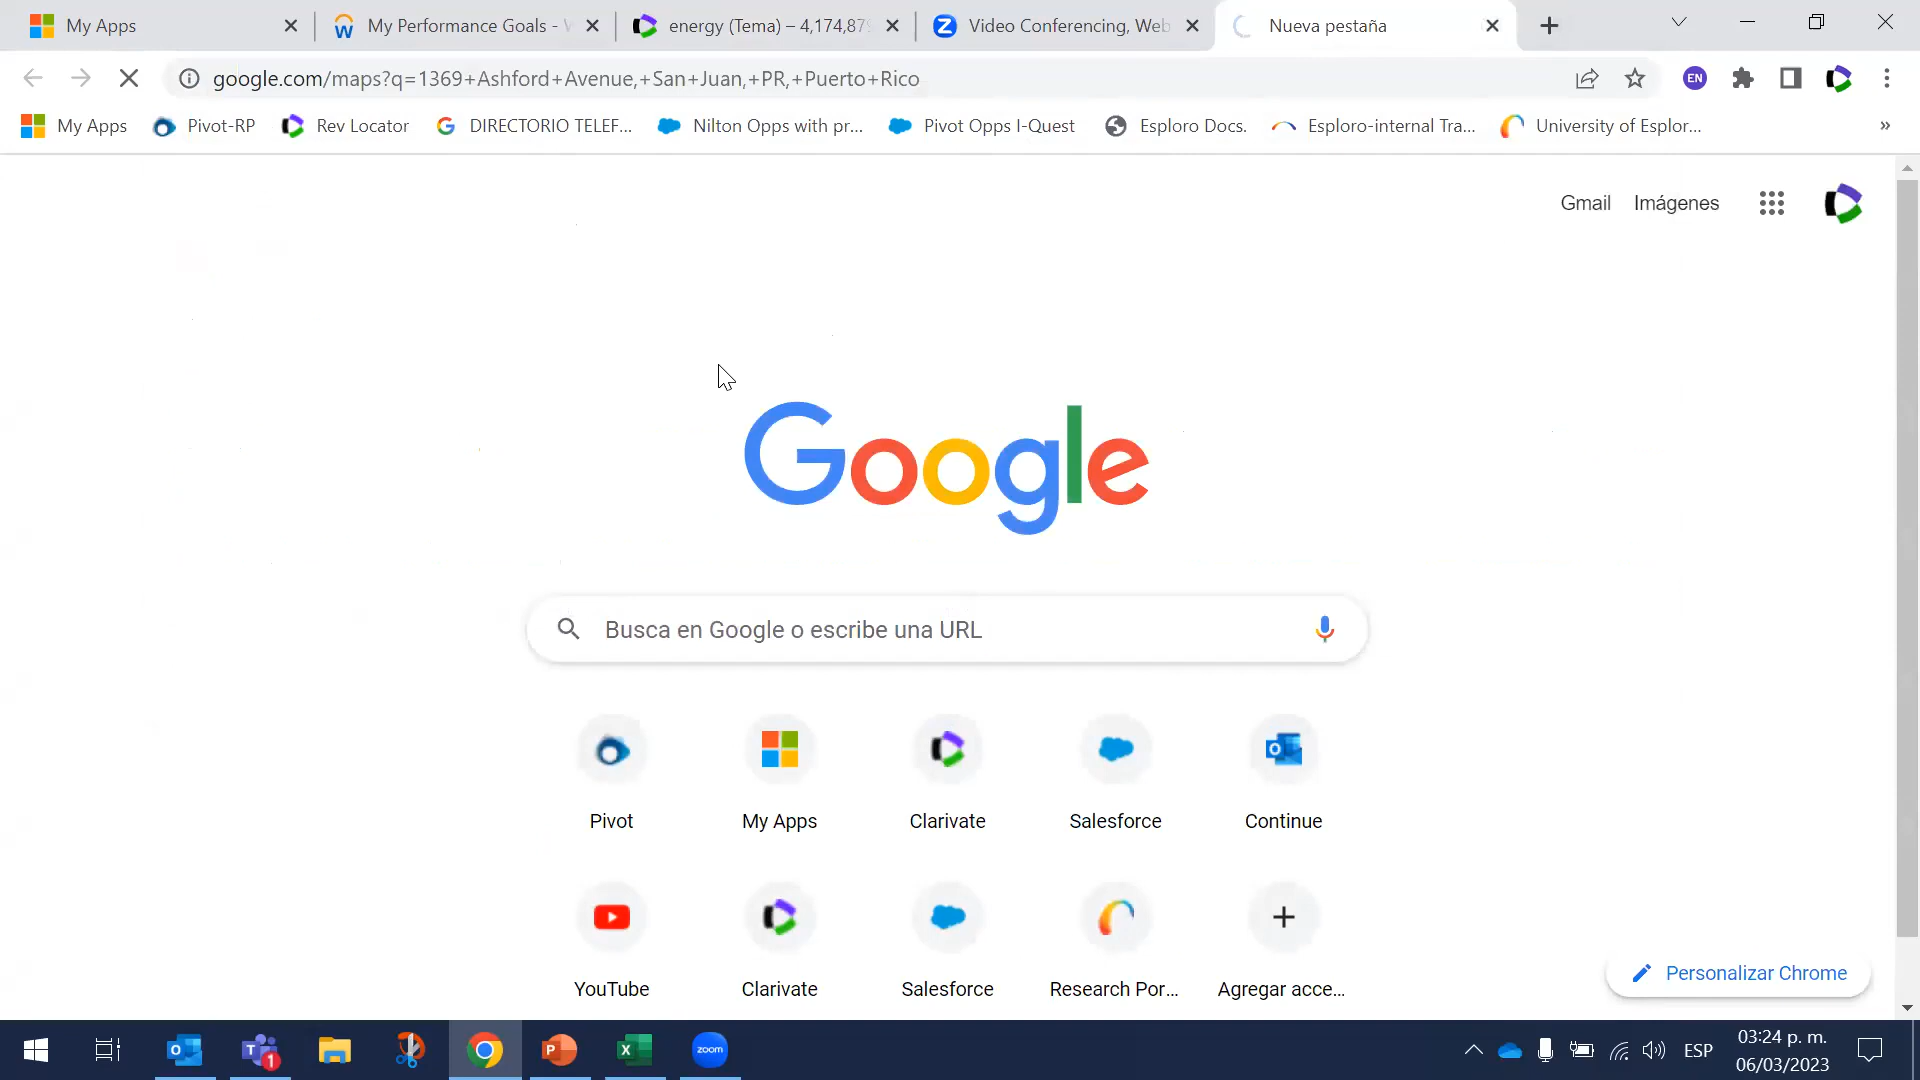 My Apps
My Performance Goals - W
energy (Tema) – 4,174,879
Video Conferencing, Web
Nueva pestaña
google.com/maps?q=1369+Ashford+Avenue,+San+Juan,+PR,+Puerto+Rico
EN
My Apps
Pivot-RP
Rev Locator
DIRECTORIO TELEF...
Nilton Opps with pr...
Pivot Opps I-Quest
Esploro Docs.
Esploro-internal Tra...
University of Esplor...
»
Gmail
Imágenes
Google
Busca en Google o escribe una URL
Pivot
My Apps
Clarivate
Salesforce
Continue
YouTube
Clarivate
Salesforce
Research Por...
Agregar acce...
Personalizar Chrome
1
zoom
ESP
03:24 p. m.
06/03/2023